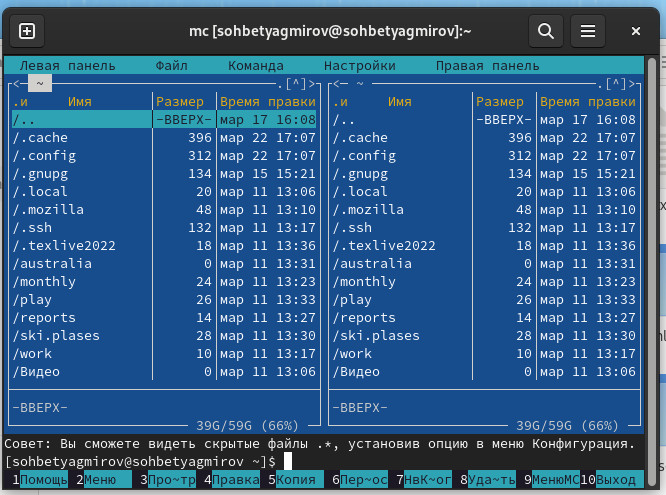 mc [sohbetyagmirov@sohbetyagmirov]:~
Левая панель Файл Команда Настройки Правая панель
<— ~ .[^]> <— ~ .[^]>
.и Имя Размер Время правки .и Имя Размер Время правки
/.. -ВВЕРХ- мар 17 16:08 /.. -ВВЕРХ- мар 17 16:08
/.cache 396 мар 22 17:07 /.cache 396 мар 22 17:07
/.config 312 мар 22 17:07 /.config 312 мар 22 17:07
/.gnupg 134 мар 15 15:21 /.gnupg 134 мар 15 15:21
/.local 20 мар 11 13:06 /.local 20 мар 11 13:06
/.mozilla 48 мар 11 13:10 /.mozilla 48 мар 11 13:10
/.ssh 132 мар 11 13:17 /.ssh 132 мар 11 13:17
/.texlive2022 18 мар 11 13:36 /.texlive2022 18 мар 11 13:36
/australia 0 мар 11 13:31 /australia 0 мар 11 13:31
/monthly 24 мар 11 13:23 /monthly 24 мар 11 13:23
/play 26 мар 11 13:33 /play 26 мар 11 13:33
/reports 14 мар 11 13:27 /reports 14 мар 11 13:27
/ski.plases 28 мар 11 13:30 /ski.plases 28 мар 11 13:30
/work 10 мар 11 13:17 /work 10 мар 11 13:17
/Видео 0 мар 11 13:06 /Видео 0 мар 11 13:06
-ВВЕРХ- -ВВЕРХ-
39G/59G (66%) 39G/59G (66%)
Совет: Вы сможете видеть скрытые файлы .*, установив опцию в меню Конфигурация.
[sohbetyagmirov@sohbetyagmirov ~]$
1Помощь 2Меню 3Про~тр 4Правка 5Копия 6Пер~ос 7НвК~ог 8Уда~ть 9МенюMC 10Выход